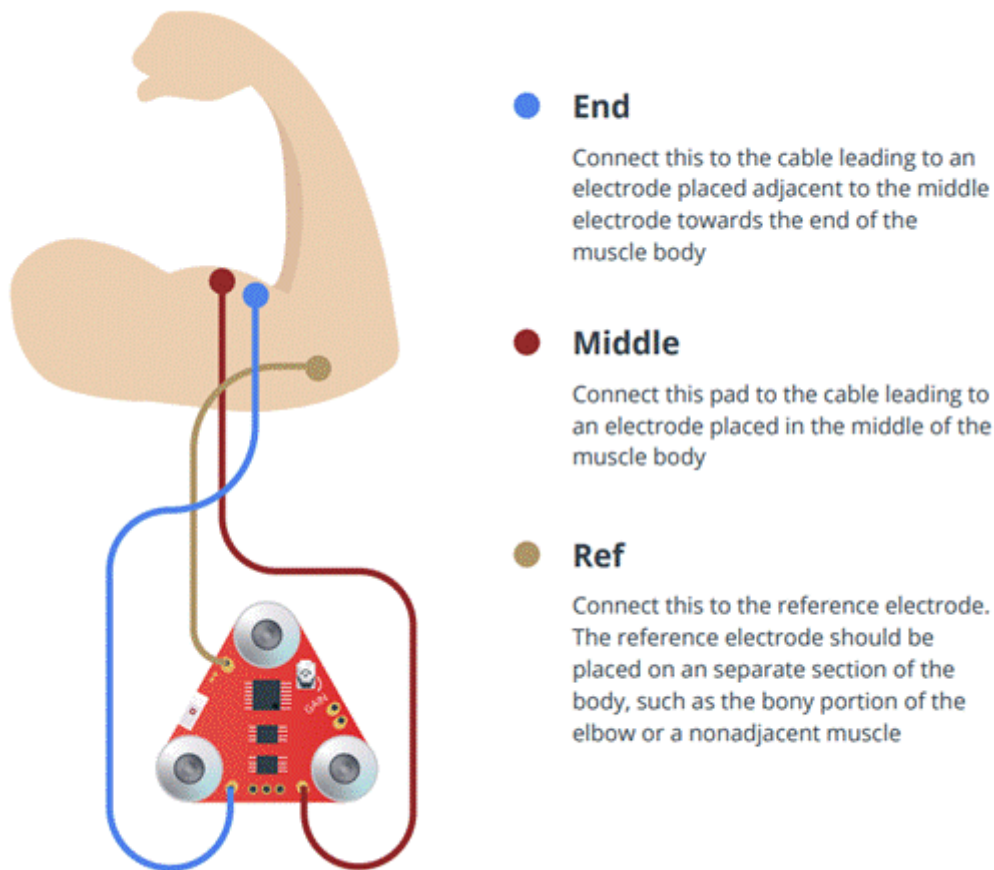 End
Connect this to the cable leading to an
electrode placed adjacent to the middle
electrode towards the end of the
muscle body
Middle
Connect this pad to the cable leading to
an electrode placed in the middle of the
muscle body
Ref
Connect this to the reference electrode.
The reference electrode should be
placed on an separate section of the
body, such as the bony portion of the
elbow or a nonadjacent muscle
GAIN